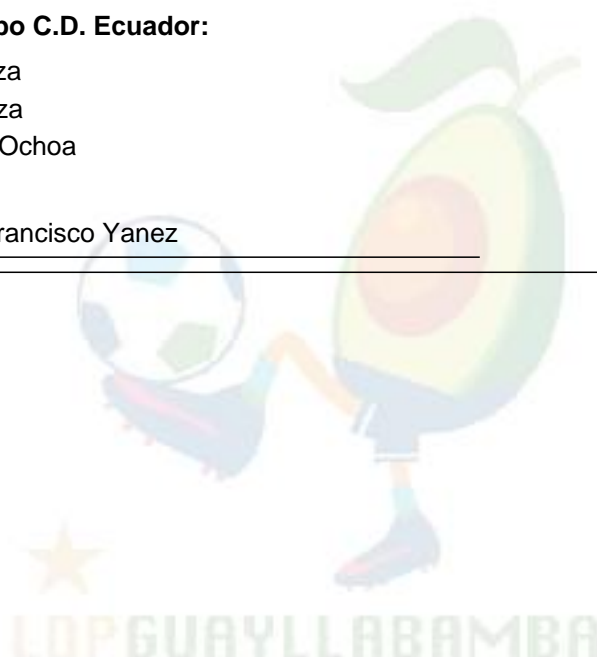 po C.D. Ecuador:
za
za
Ochoa
rancisco Yanez
LDPGUAYLLABAMBA